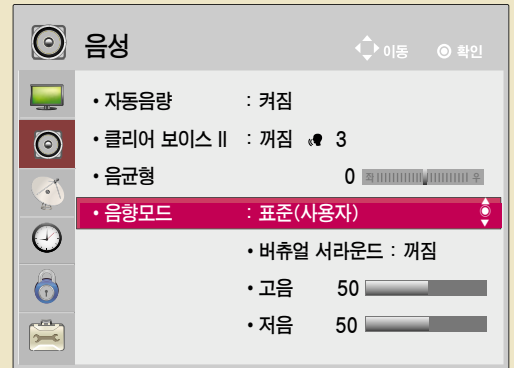 음성
이동 확인
• 자동음량 : 켜짐
• 클리어 보이스 II : 꺼짐 3
• 음균형 0 좌 우
• 음향모드 : 표준(사용자)
• 버츄얼 서라운드 : 꺼짐
• 고음 50
• 저음 50